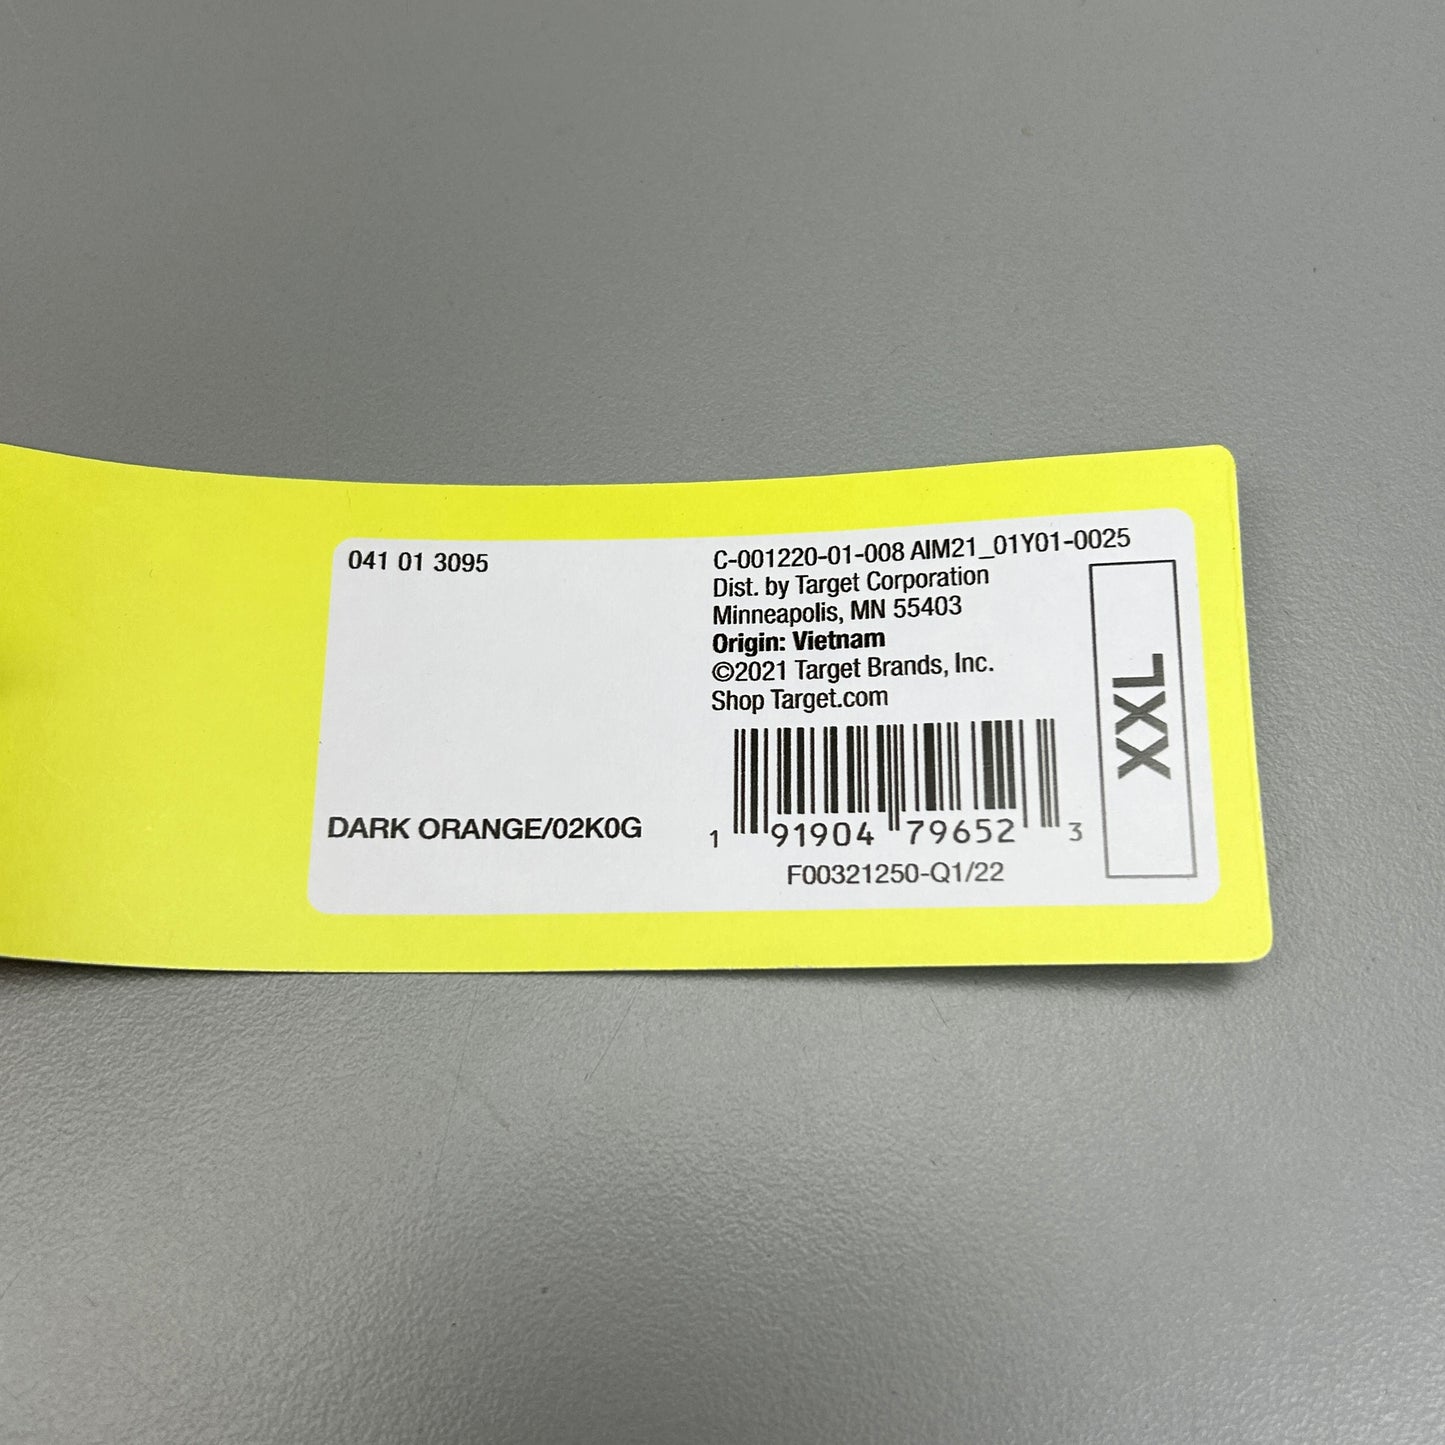 041 01 3095
C-001220-01-008 AIM21_01Y01-0025
Dist. by Target Corporation
Minneapolis, MN 55403
Origin: Vietnam
©2021 Target Brands, Inc.
Shop Target.com
XXL
DARK ORANGE/02K0G
1 91904 79652 3
F00321250-Q1/22